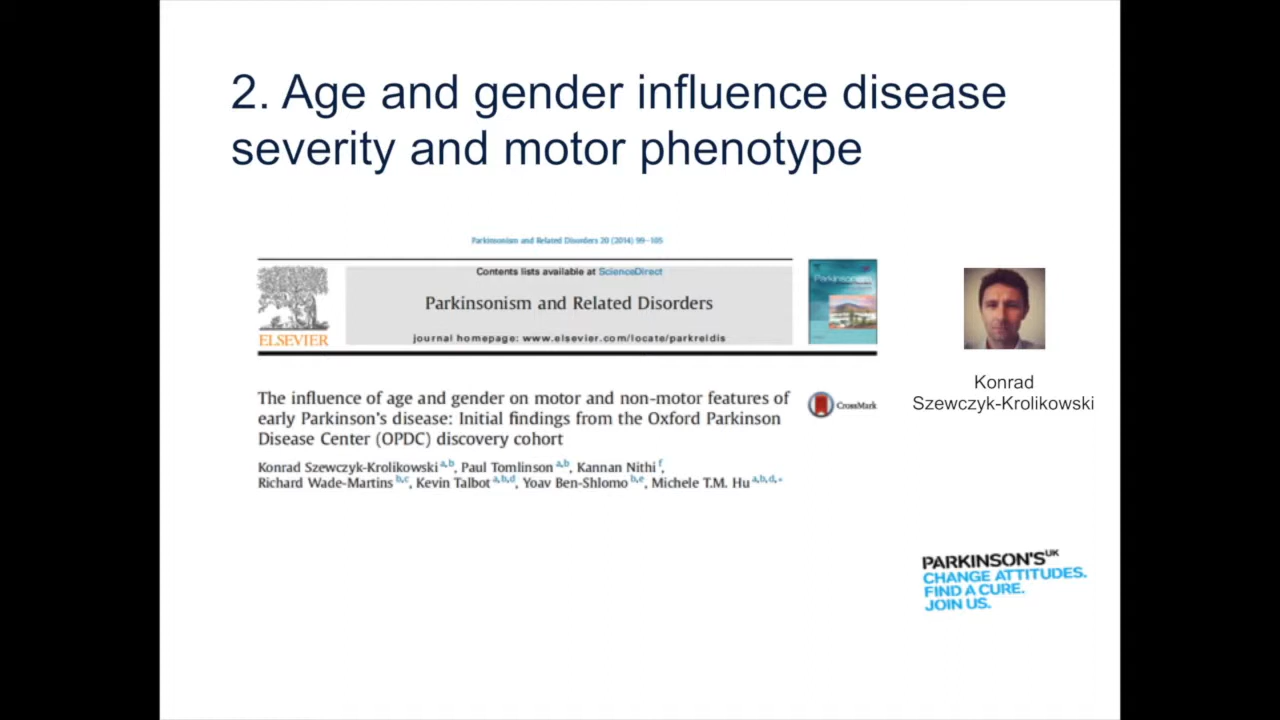 2. Age and gender influence disease
severity and motor phenotype
Parkinsonism and Related Disorders 20 (2014) 99–105
Contents lists available at ScienceDirect
Parkinsonism and Related Disorders
journal homepage: www.elsevier.com/locate/parkreldis
ELSEVIER
Parkinsonism
Konrad
Szewczyk-Krolikowski
The influence of age and gender on motor and non-motor features of
early Parkinson's disease: Initial findings from the Oxford Parkinson
Disease Center (OPDC) discovery cohort
CrossMark
Konrad Szewczyk-Krolikowski a,b, Paul Tomlinson a,b, Kannan Nithi f,
Richard Wade-Martins b,c, Kevin Talbot a,b,d, Yoav Ben-Shlomo b,e, Michele T.M. Hu a,b,d,*
PARKINSON'S UK
CHANGE ATTITUDES.
FIND A CURE.
JOIN US.